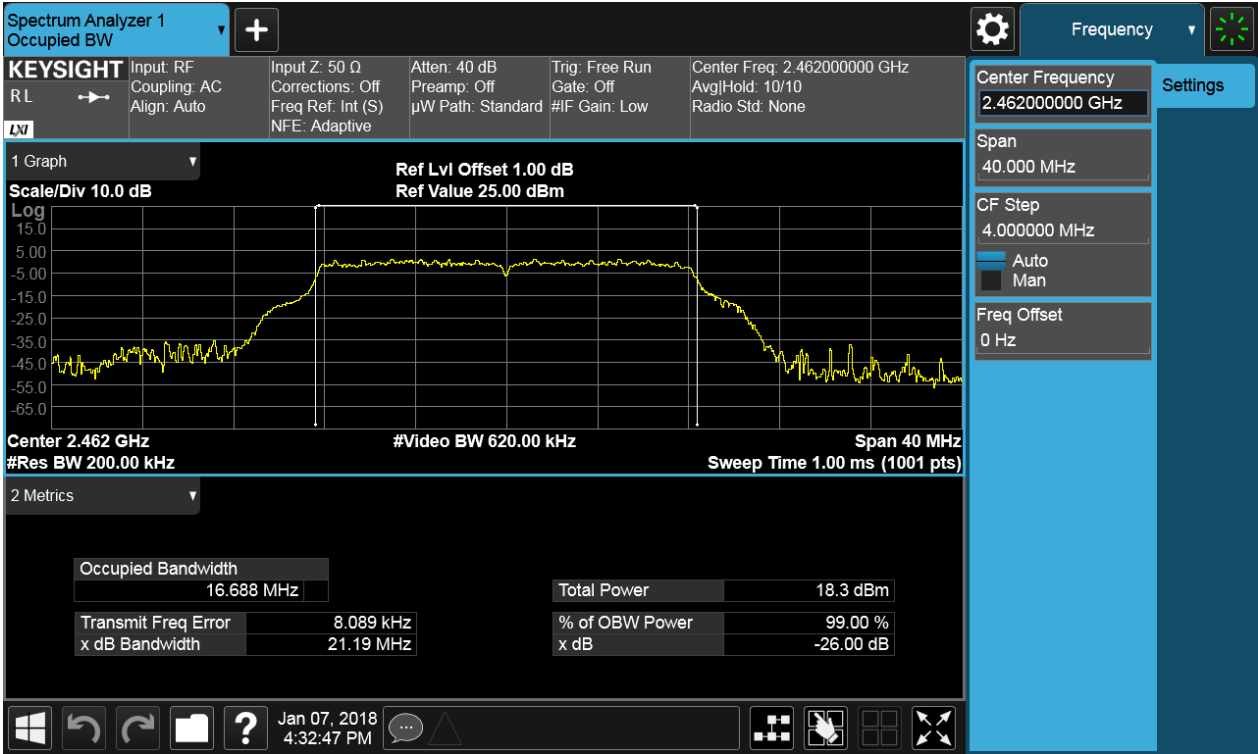 Spectrum Analyzer 1
Occupied BW
+
Frequency
KEYSIGHT
R L
LXI
Input: RF
Coupling: AC
Align: Auto
Input Z: 50 Ω
Corrections: Off
Freq Ref: Int (S)
NFE: Adaptive
Atten: 40 dB
Preamp: Off
µW Path: Standard
Trig: Free Run
Gate: Off
#IF Gain: Low
Center Freq: 2.462000000 GHz
Avg|Hold: 10/10
Radio Std: None
Center Frequency
2.462000000 GHz
Settings
Span
40.000 MHz
CF Step
4.000000 MHz
Auto
Man
Freq Offset
0 Hz
1 Graph
Scale/Div 10.0 dB
Ref Lvl Offset 1.00 dB
Ref Value 25.00 dBm
Log
15.0
5.00
-5.00
-15.0
-25.0
-35.0
-45.0
-55.0
-65.0
Center 2.462 GHz
#Video BW 620.00 kHz
Span 40 MHz
#Res BW 200.00 kHz
Sweep Time 1.00 ms (1001 pts)
2 Metrics
Occupied Bandwidth
16.688 MHz
Total Power 18.3 dBm
Transmit Freq Error 8.089 kHz
% of OBW Power 99.00 %
x dB Bandwidth 21.19 MHz
x dB -26.00 dB
?
Jan 07, 2018
4:32:47 PM